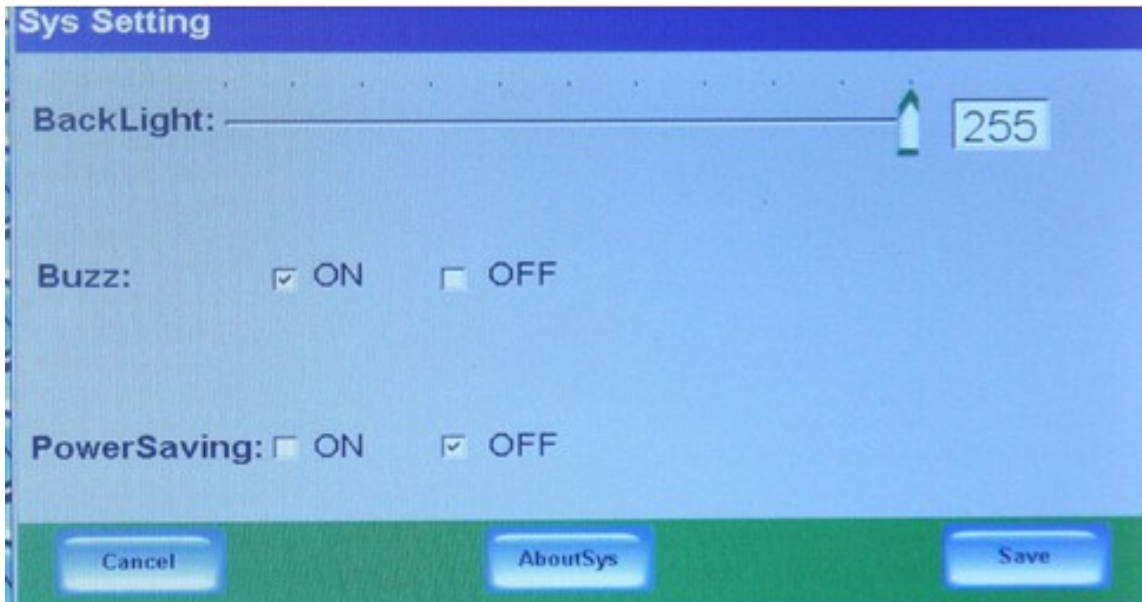 Sys Setting
BackLight: 255
Buzz: ON OFF
PowerSaving: ON OFF
Cancel AboutSys Save